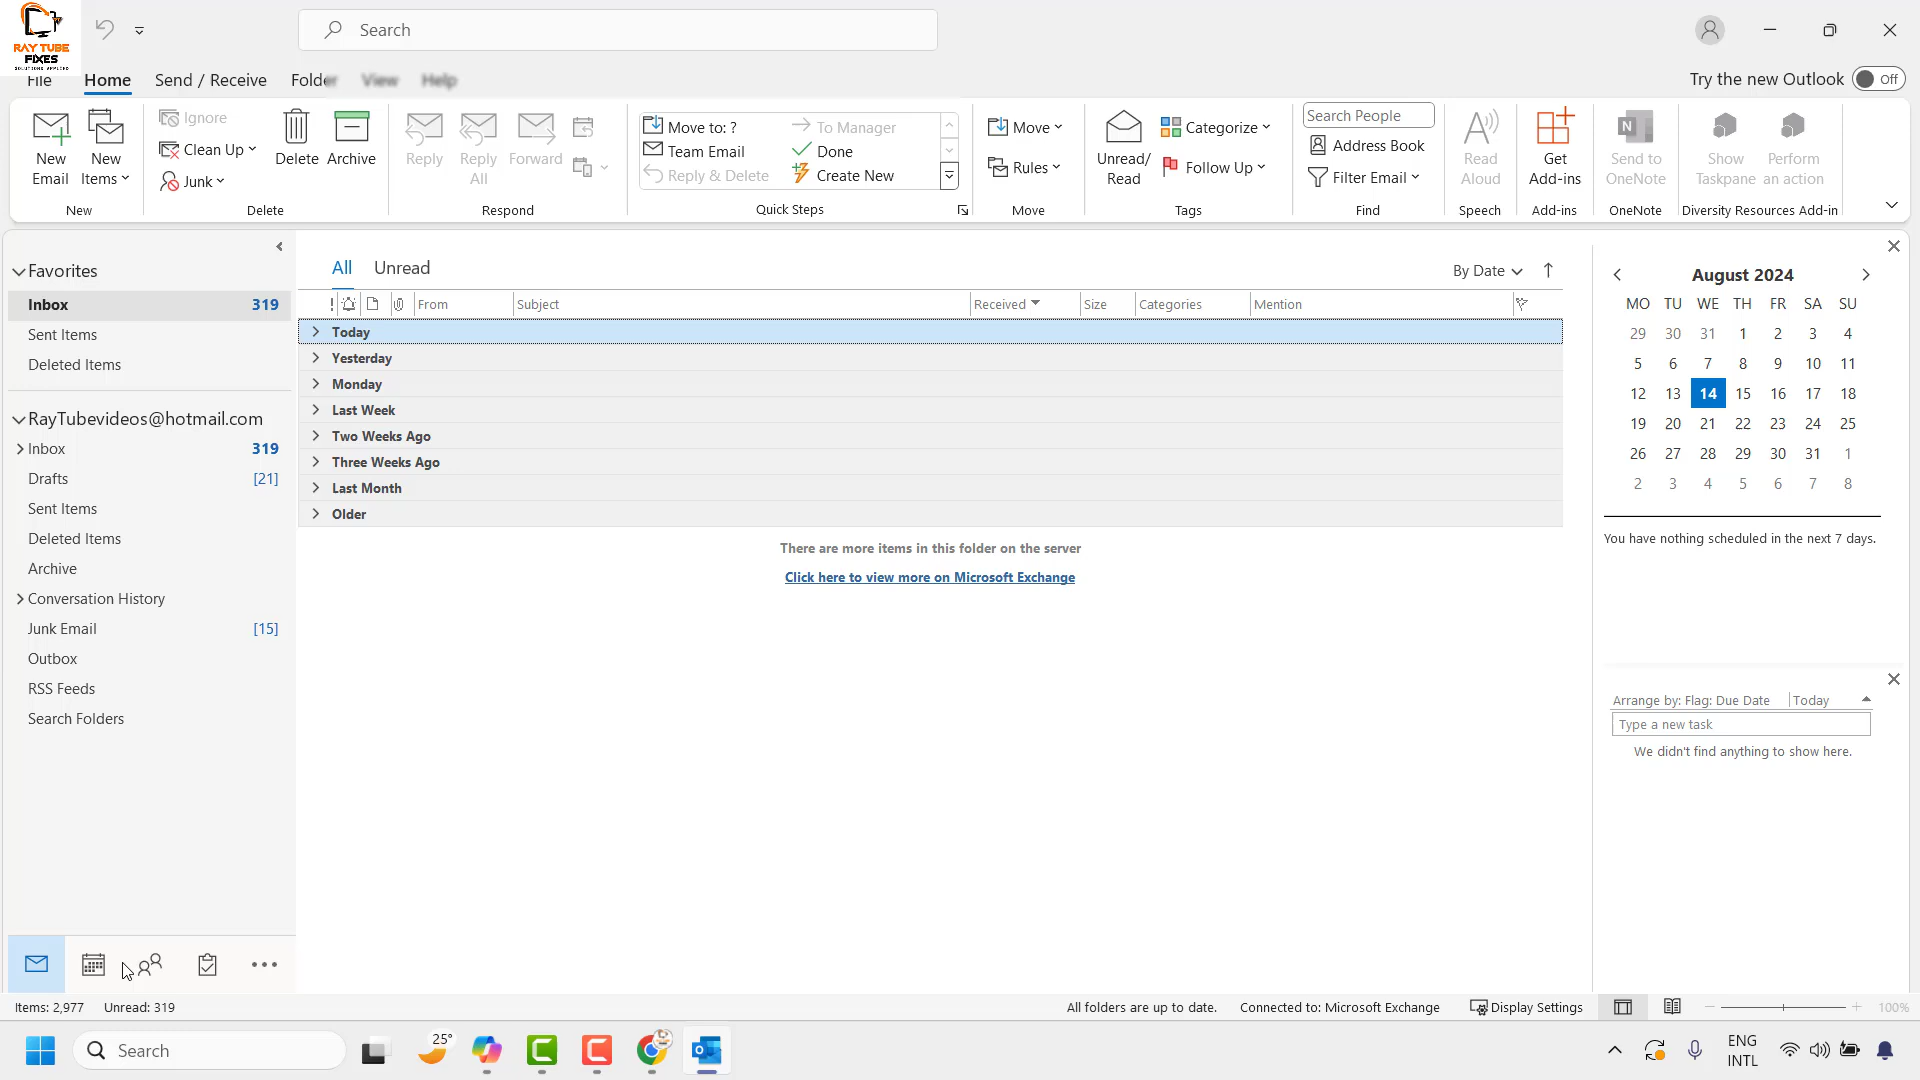 RAY TUBE
FIXES
SOLUTIONS APPLIED
Search
File Home Send / Receive Folder View Help
Try the new Outlook Off
New Email
New Items
New
Ignore
Clean Up
Junk
Delete
Archive
Delete
Reply
Reply All
Forward
Respond
Move to: ?
Team Email
Reply & Delete
To Manager
Done
Create New
Quick Steps
Move
Rules
Move
Unread/ Read
Categorize
Follow Up
Tags
Search People
Address Book
Filter Email
Find
Read Aloud
Speech
Get Add-ins
Add-ins
Send to OneNote
OneNote
Show Taskpane
Perform an action
Diversity Resources Add-in
Favorites
Inbox 319
Sent Items
Deleted Items
RayTubevideos@hotmail.com
Inbox 319
Drafts [21]
Sent Items
Deleted Items
Archive
Conversation History
Junk Email [15]
Outbox
RSS Feeds
Search Folders
All Unread
By Date
! From Subject Received Size Categories Mention
Today
Yesterday
Monday
Last Week
Two Weeks Ago
Three Weeks Ago
Last Month
Older
There are more items in this folder on the server
Click here to view more on Microsoft Exchange
August 2024
MO TU WE TH FR SA SU
29 30 31 1 2 3 4
5 6 7 8 9 10 11
12 13 14 15 16 17 18
19 20 21 22 23 24 25
26 27 28 29 30 31 1
2 3 4 5 6 7 8
You have nothing scheduled in the next 7 days.
Arrange by: Flag: Due Date Today
Type a new task
We didn't find anything to show here.
Items: 2,977 Unread: 319
All folders are up to date. Connected to: Microsoft Exchange Display Settings 100%
Search
25°
ENG
INTL